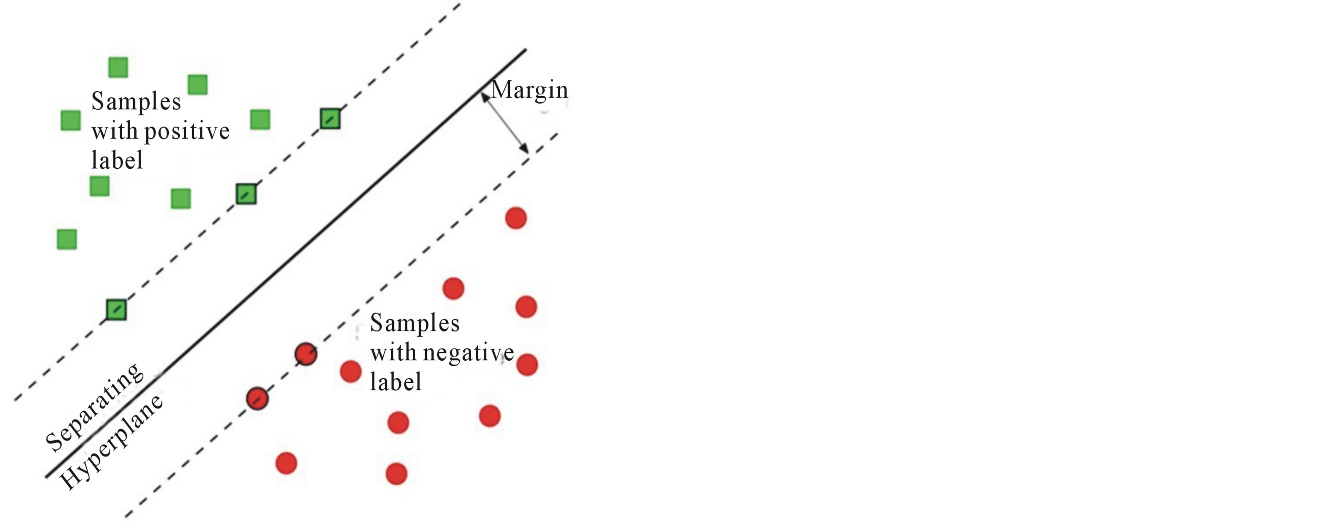 Margin
Samples
with positive
label
Samples
with negative
label
Separating
Hyperplane